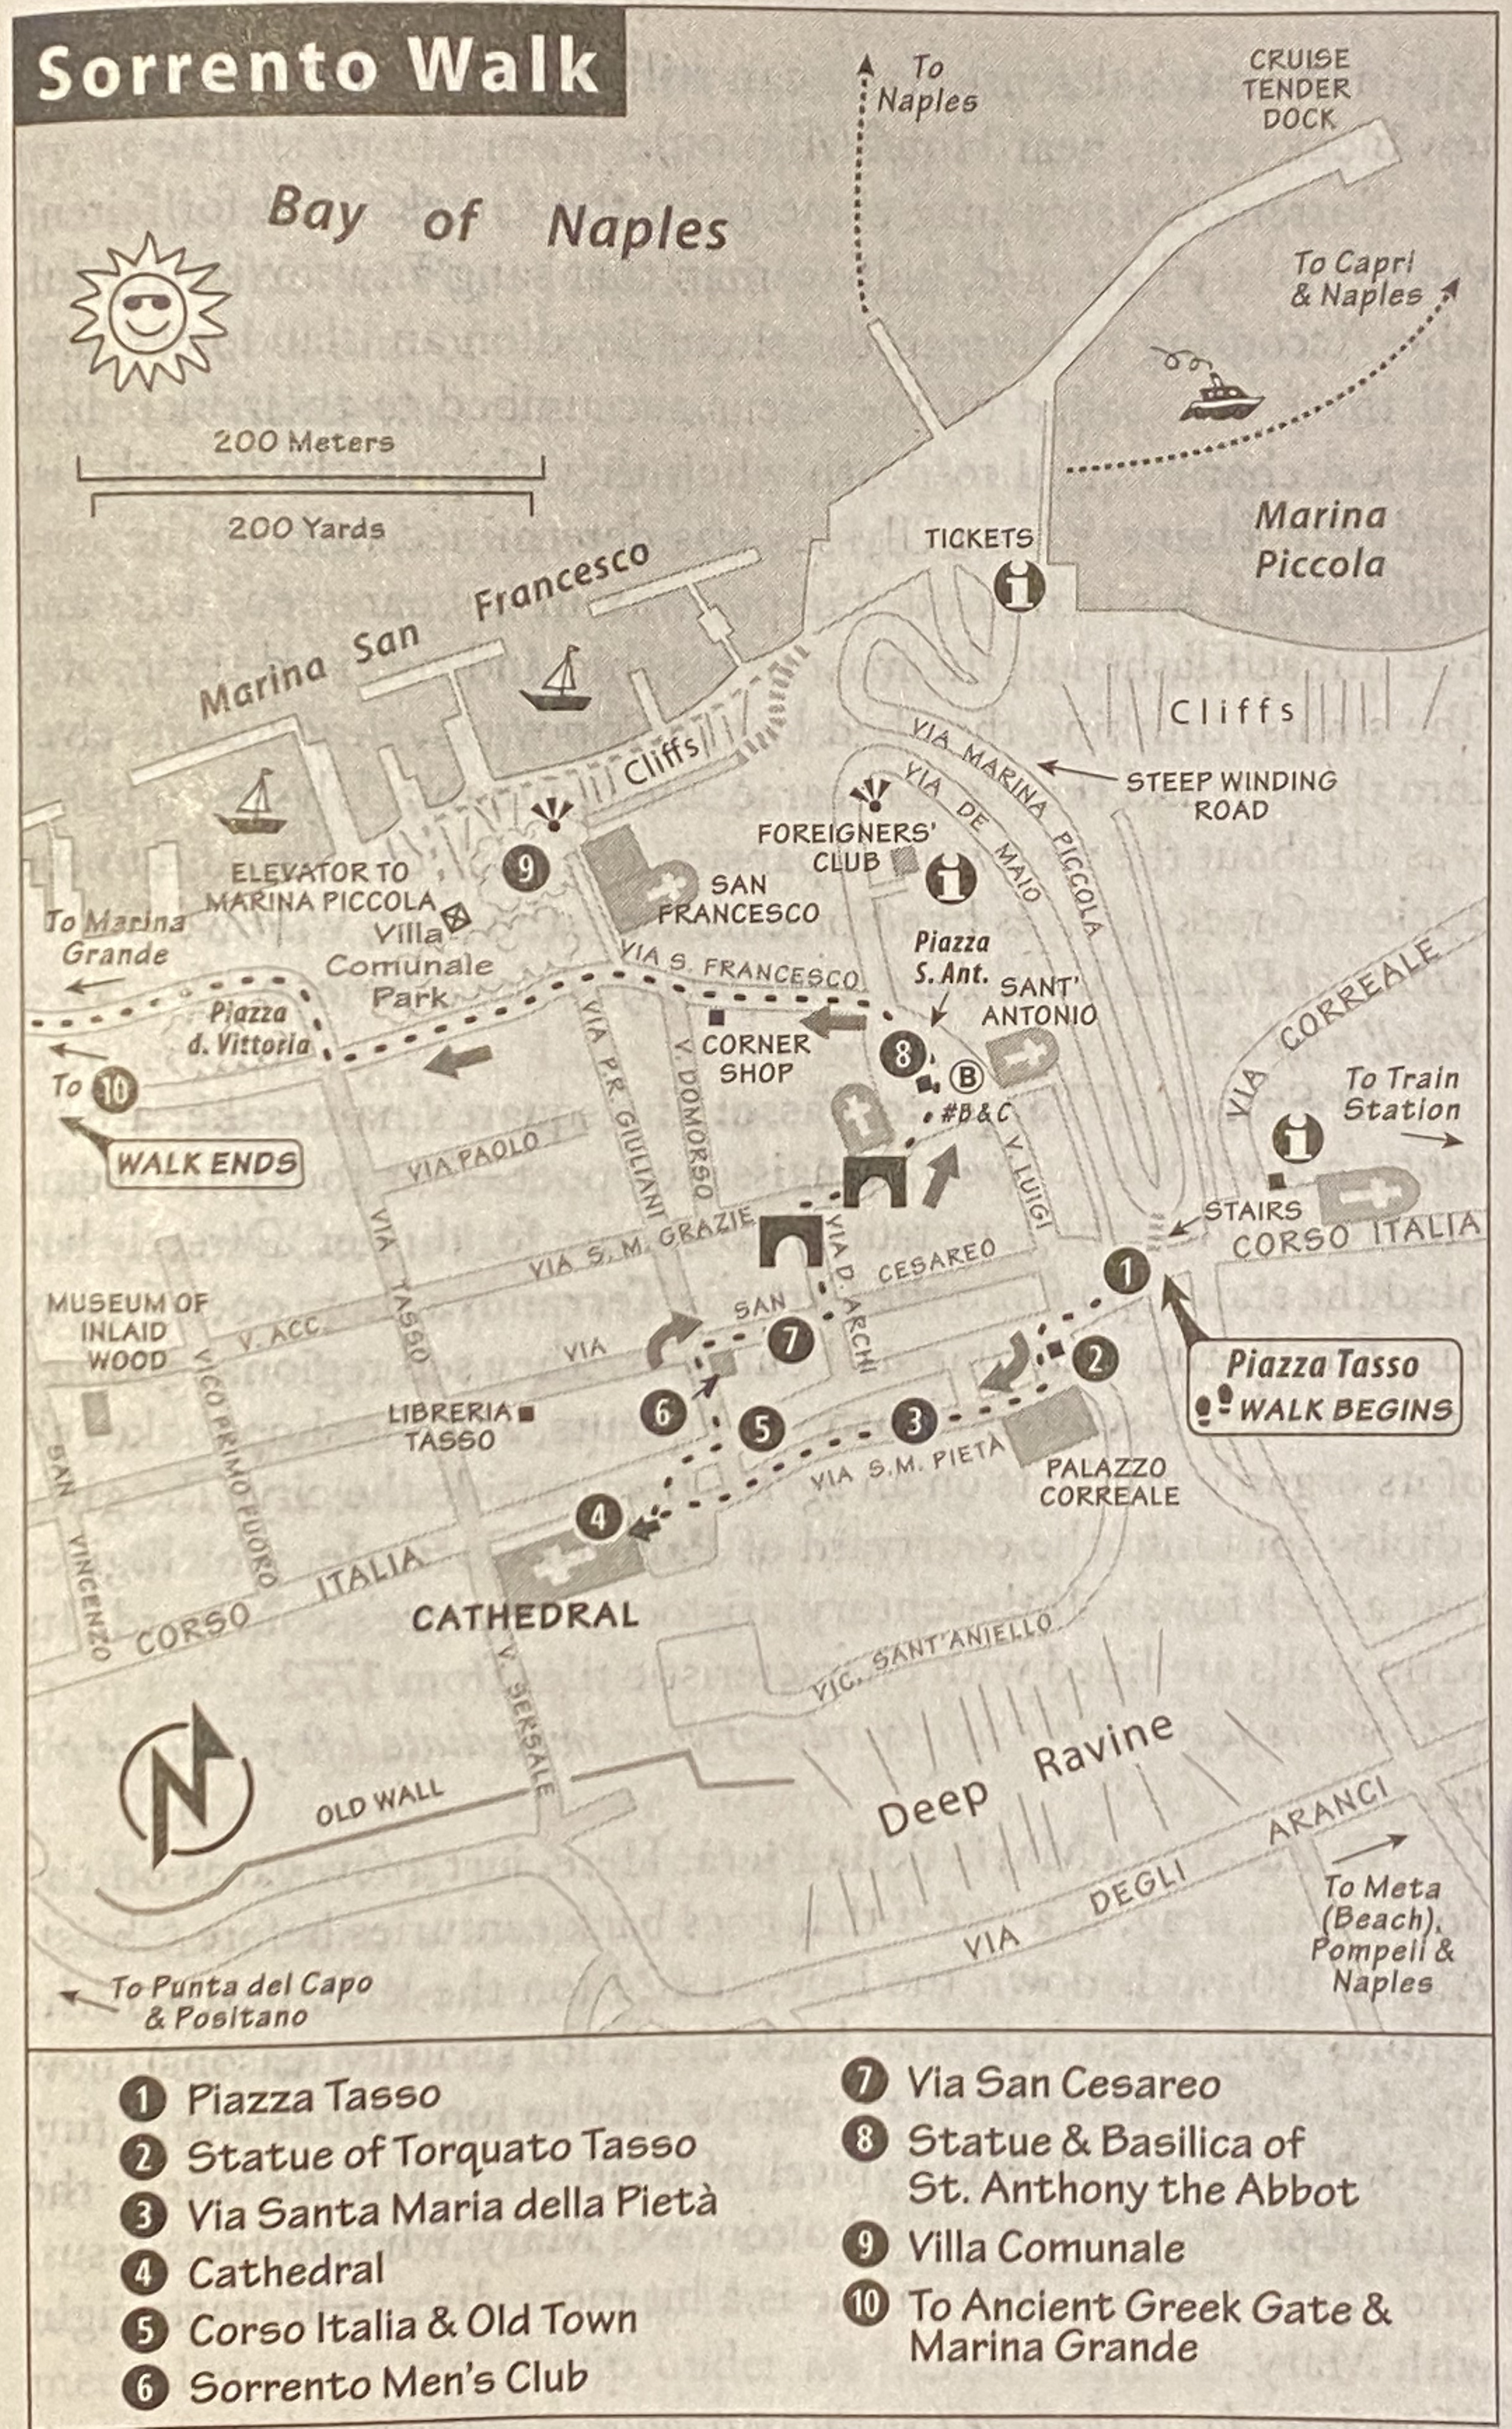 Sorrento Walk
To
Naples
CRUISE
TENDER
DOCK
Bay of Naples
To Capri
& Naples
200 Meters
200 Yards
Marina
Piccola
TICKETS
i
Marina San Francesco
Cliffs
Cliffs
VIA MARINA PICCOLA
STEEP WINDING
ROAD
VIA DE MAIO
FOREIGNERS'
CLUB
i
9
ELEVATOR TO
MARINA PICCOLA
SAN
FRANCESCO
To Marina
Grande
Villa
Comunale
Park
VIA S. FRANCESCO
Piazza
S. Ant.
SANT'
ANTONIO
VIA CORREALE
Piazza
d. Vittoria
CORNER
SHOP
8
B
#B&C
To 10
WALK ENDS
To Train
Station
i
VIA P.R. GIULIANI
V. DOMORSO
VIA PAOLO
V. LUIGI
STAIRS
CORSO ITALIA
VIA S. M. GRAZIE
VIA D. ARCHI
1
VIA SAN CESAREO
VIA TASSO
MUSEUM OF
INLAID
WOOD
V. ACC.
7
2
Piazza Tasso
WALK BEGINS
VICO PRIMO FUORO
LIBRERIA
TASSO
6
5
3
VIA S.M. PIETÀ
PALAZZO
CORREALE
SAN VINCENZO
4
CORSO ITALIA
CATHEDRAL
VIC. SANT'ANIELLO
V. SERSALE
Deep Ravine
N
OLD WALL
VIA DEGLI ARANCI
To Meta
(Beach),
Pompeii &
Naples
To Punta del Capo
& Positano
1 Piazza Tasso
2 Statue of Torquato Tasso
3 Via Santa Maria della Pietà
4 Cathedral
5 Corso Italia & Old Town
6 Sorrento Men's Club
7 Via San Cesareo
8 Statue & Basilica of
St. Anthony the Abbot
9 Villa Comunale
10 To Ancient Greek Gate &
Marina Grande